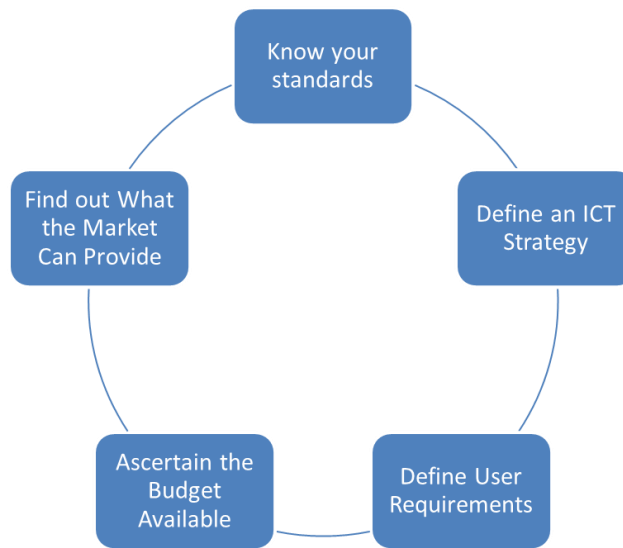 Know your
standards
Define an ICT
Strategy
Define User
Requirements
Ascertain the
Budget
Available
Find out What
the Market
Can Provide